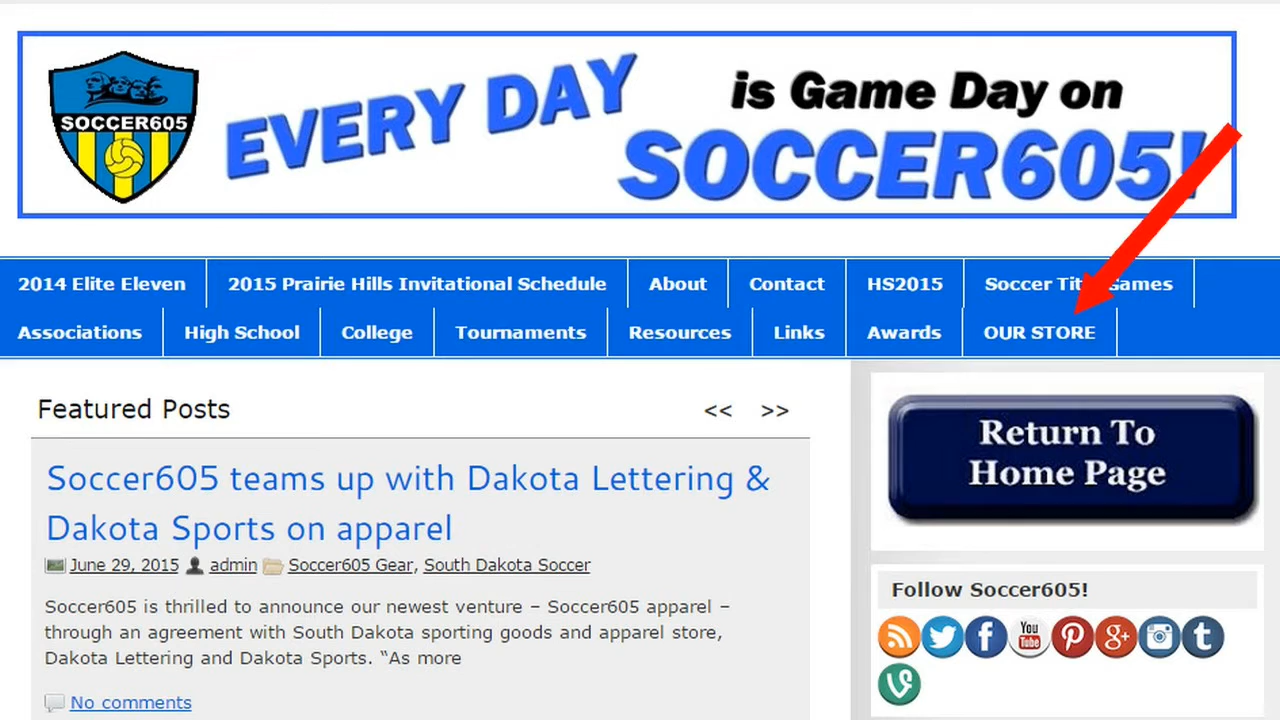 SOCCER605
EVERY DAY
is Game Day on
SOCCER605!
2014 Elite Eleven
2015 Prairie Hills Invitational Schedule
About
Contact
HS2015
Soccer Games
Associations
High School
College
Tournaments
Resources
Links
Awards
OUR STORE
Featured Posts
<< >>
Soccer605 teams up with Dakota Lettering &
Dakota Sports on apparel
June 29, 2015 admin Soccer605 Gear, South Dakota Soccer
Soccer605 is thrilled to announce our newest venture – Soccer605 apparel –
through an agreement with South Dakota sporting goods and apparel store,
Dakota Lettering and Dakota Sports. “As more
No comments
Return To
Home Page
Follow Soccer605!
You
Tube